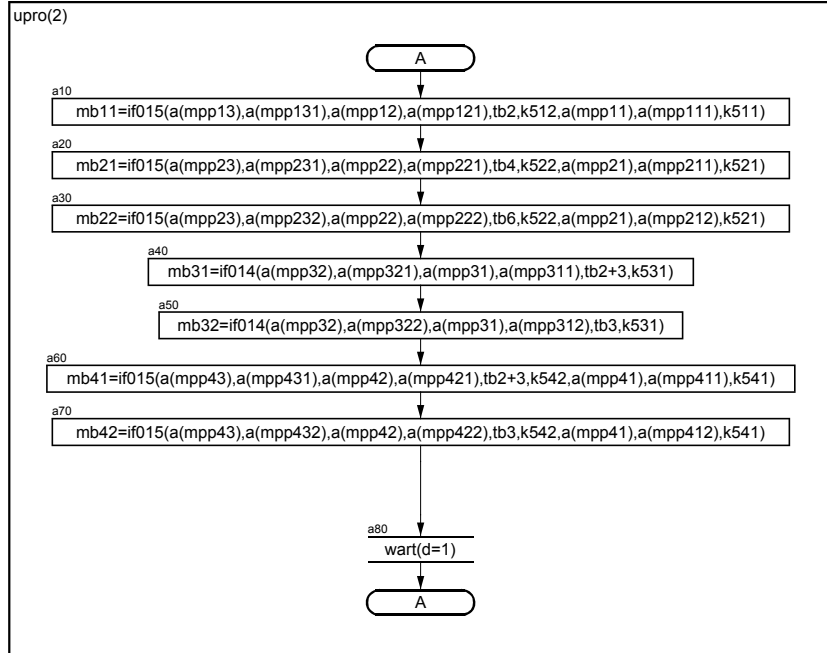 upro(2)
A
a10
mb11=if015(a(mpp13),a(mpp131),a(mpp12),a(mpp121),tb2,k512,a(mpp11),a(mpp111),k511)
a20
mb21=if015(a(mpp23),a(mpp231),a(mpp22),a(mpp221),tb4,k522,a(mpp21),a(mpp211),k521)
a30
mb22=if015(a(mpp23),a(mpp232),a(mpp22),a(mpp222),tb6,k522,a(mpp21),a(mpp212),k521)
a40
mb31=if014(a(mpp32),a(mpp321),a(mpp31),a(mpp311),tb2+3,k531)
a50
mb32=if014(a(mpp32),a(mpp322),a(mpp31),a(mpp312),tb3,k531)
a60
mb41=if015(a(mpp43),a(mpp431),a(mpp42),a(mpp421),tb2+3,k542,a(mpp41),a(mpp411),k541)
a70
mb42=if015(a(mpp43),a(mpp432),a(mpp42),a(mpp422),tb3,k542,a(mpp41),a(mpp412),k541)
a80
wart(d=1)
A